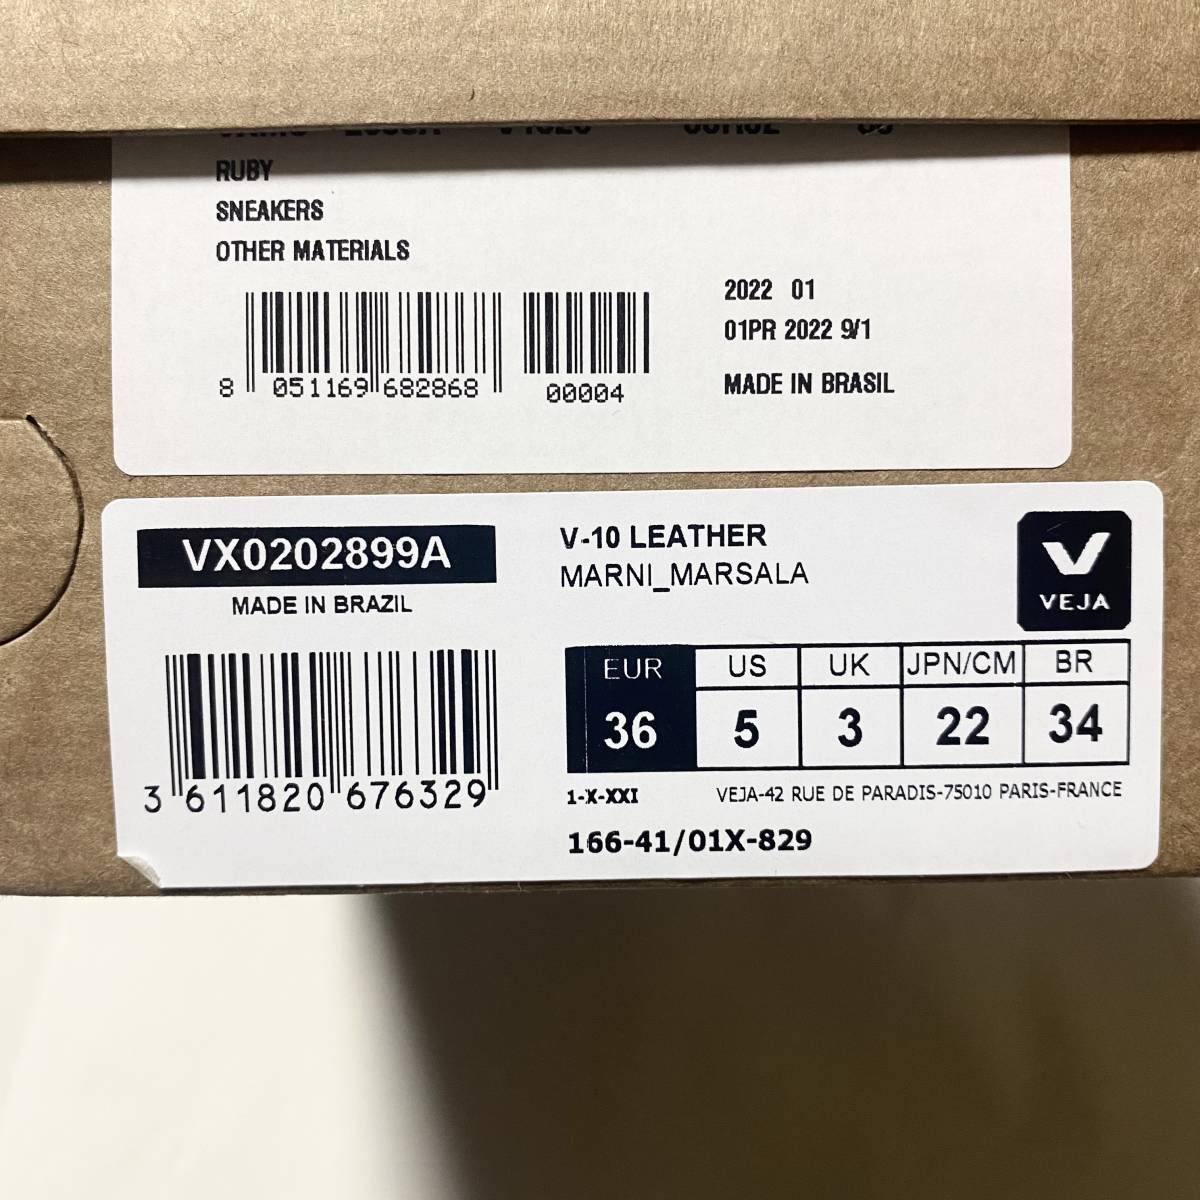 RUBY
SNEAKERS
OTHER MATERIALS
8 051169 682868
00004
2022 01
01PR 2022 9/1
MADE IN BRASIL
VX0202899A
MADE IN BRAZIL
3 611820 676329
V-10 LEATHER
MARNI_MARSALA
V
VEJA
EUR US UK JPN/CM BR
36 5 3 22 34
1-X-XXI
VEJA-42 RUE DE PARADIS-75010 PARIS-FRANCE
166-41/01X-829